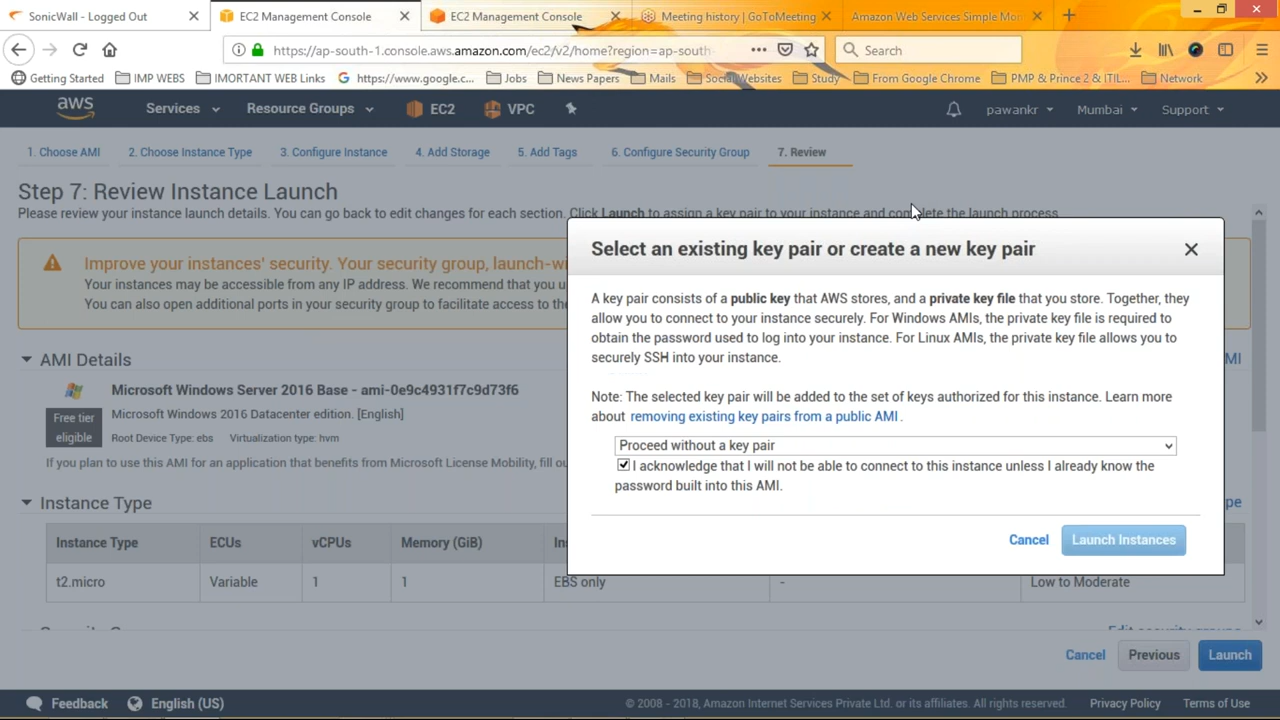 SonicWall - Logged Out
EC2 Management Console
EC2 Management Console
Meeting history | GoToMeeting
Amazon Web Services Simple Mon
https://ap-south-1.console.aws.amazon.com/ec2/v2/home?region=ap-south-
Search
Getting Started
IMP WEBS
IMORTANT WEB Links
https://www.google.c...
Jobs
News Papers
Mails
Social Websites
Study
From Google Chrome
PMP & Prince 2 & ITIL...
Network
aws
Services
Resource Groups
EC2
VPC
pawankr
Mumbai
Support
1. Choose AMI
2. Choose Instance Type
3. Configure Instance
4. Add Storage
5. Add Tags
6. Configure Security Group
7. Review
Step 7: Review Instance Launch
Please review your instance launch details. You can go back to edit changes for each section. Click Launch to assign a key pair to your instance and complete the launch process.
Improve your instances' security. Your security group, launch-wi
Your instances may be accessible from any IP address. We recommend that you u
You can also open additional ports in your security group to facilitate access to the
AMI Details
MI
Microsoft Windows Server 2016 Base - ami-0e9c4931f7c9d73f6
Free tier
eligible
Microsoft Windows 2016 Datacenter edition. [English]
Root Device Type: ebs Virtualization type: hvm
If you plan to use this AMI for an application that benefits from Microsoft License Mobility, fill ou
Instance Type
pe
Instance Type
ECUs
vCPUs
Memory (GiB)
In
t2.micro
Variable
1
1
EBS only
-
Low to Moderate
Edit security groups
Select an existing key pair or create a new key pair
A key pair consists of a public key that AWS stores, and a private key file that you store. Together, they
allow you to connect to your instance securely. For Windows AMIs, the private key file is required to
obtain the password used to log into your instance. For Linux AMIs, the private key file allows you to
securely SSH into your instance.
Note: The selected key pair will be added to the set of keys authorized for this instance. Learn more
about removing existing key pairs from a public AMI .
Proceed without a key pair
I acknowledge that I will not be able to connect to this instance unless I already know the
password built into this AMI.
Cancel
Launch Instances
Cancel
Previous
Launch
Feedback
English (US)
© 2008 - 2018, Amazon Internet Services Private Ltd. or its affiliates. All rights reserved.
Privacy Policy
Terms of Use